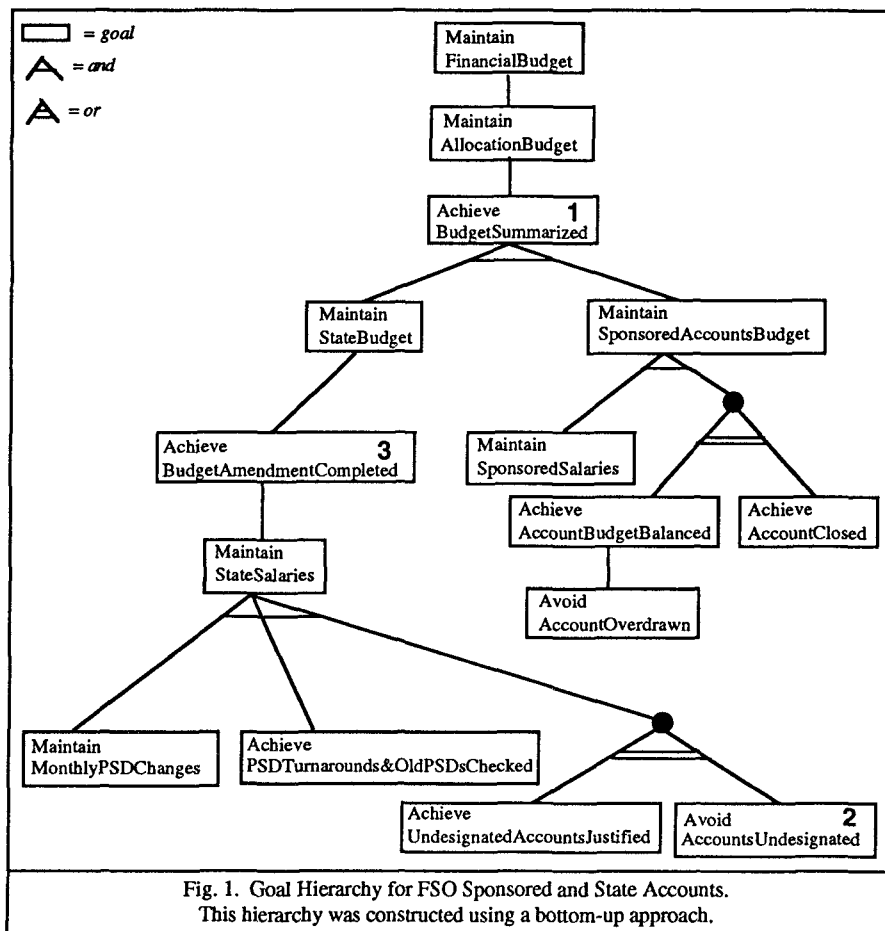 = goal
= and
= or
Maintain
FinancialBudget
Maintain
AllocationBudget
Achieve 1
BudgetSummarized
Maintain
StateBudget
Maintain
SponsoredAccountsBudget
Achieve 3
BudgetAmendmentCompleted
Maintain
SponsoredSalaries
Achieve
AccountBudgetBalanced
Achieve
AccountClosed
Maintain
StateSalaries
Avoid
AccountOverdrawn
Maintain
MonthlyPSDChanges
Achieve
PSDTurnarounds&OldPSDsChecked
Achieve
UndesignatedAccountsJustified
Avoid 2
AccountsUndesignated
Fig. 1. Goal Hierarchy for FSO Sponsored and State Accounts.
This hierarchy was constructed using a bottom-up approach.